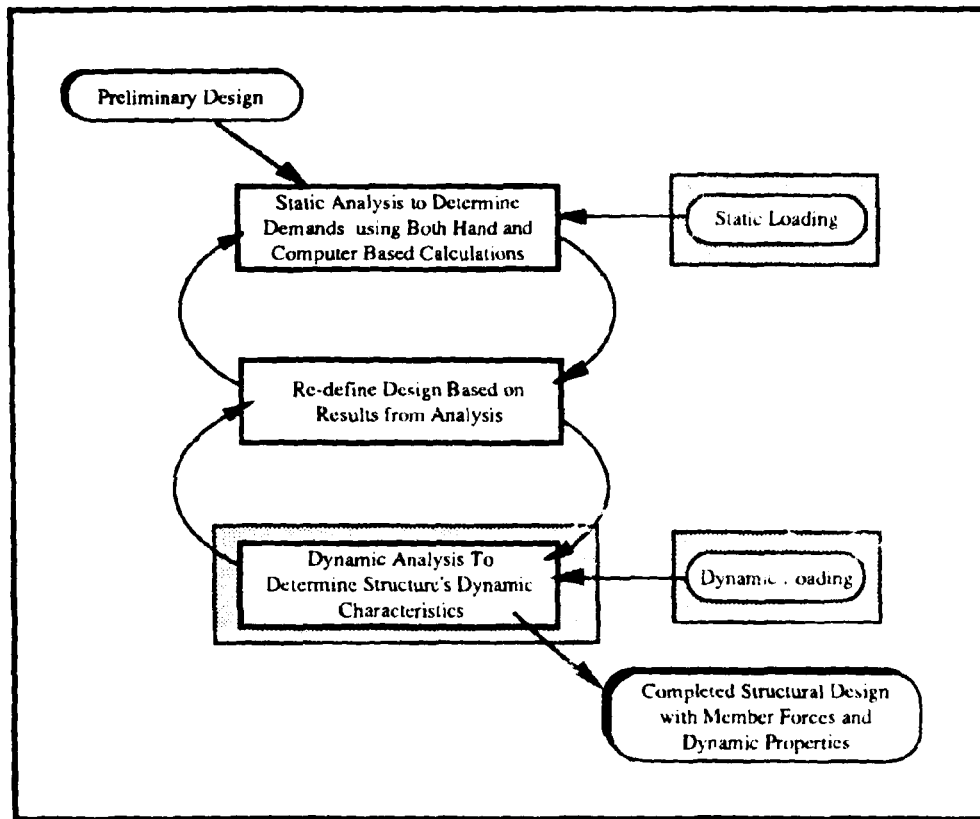 Preliminary Design
Static Analysis to Determine
Demands using Both Hand and
Computer Based Calculations
Static Loading
Re-define Design Based on
Results from Analysis
Dynamic Analysis To
Determine Structure's Dynamic
Characteristics
Dynamic Loading
Completed Structural Design
with Member Forces and
Dynamic Properties